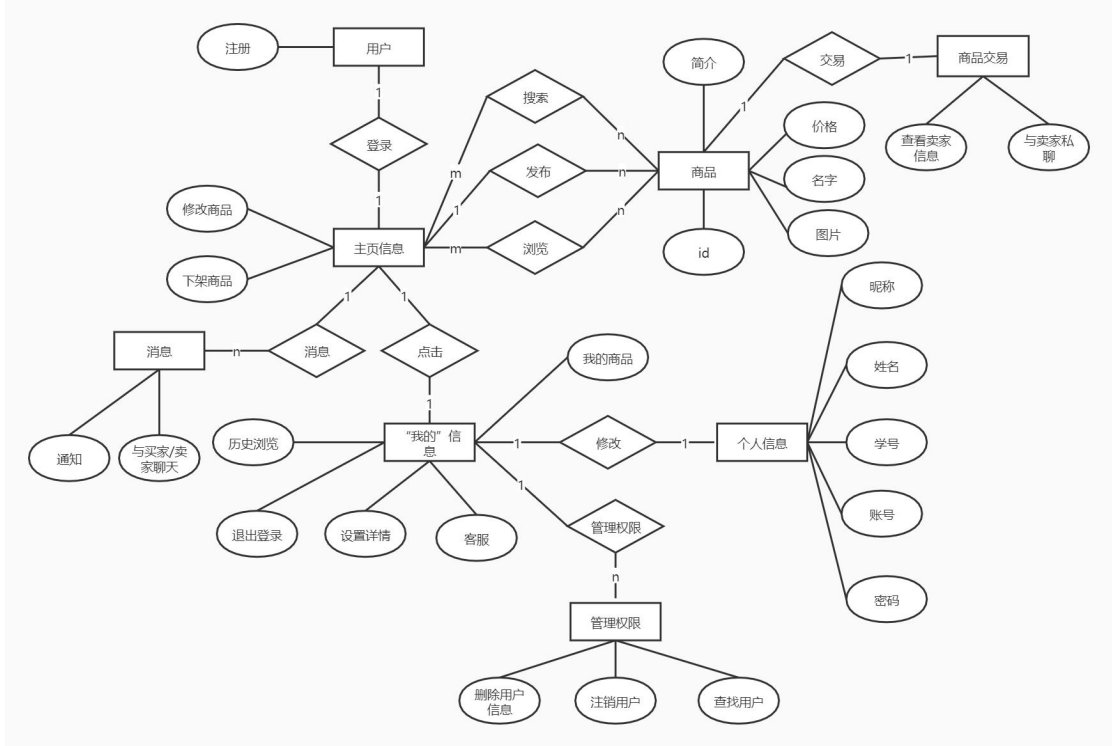 注册
用户
1
登录
1
搜索
m
n
发布
1
n
浏览
m
n
简介
交易
1
1
商品交易
查看卖家
信息
与卖家私
聊
商品
价格
名字
图片
id
修改商品
下架商品
主页信息
1
1
消息
n
消息
点击
1
通知
与买家/卖
家聊天
我的商品
历史浏览
“我的”信
息
1
修改
1
个人信息
昵称
姓名
学号
账号
密码
退出登录
设置详情
客服
1
管理权限
n
管理权限
删除用户
信息
注销用户
查找用户